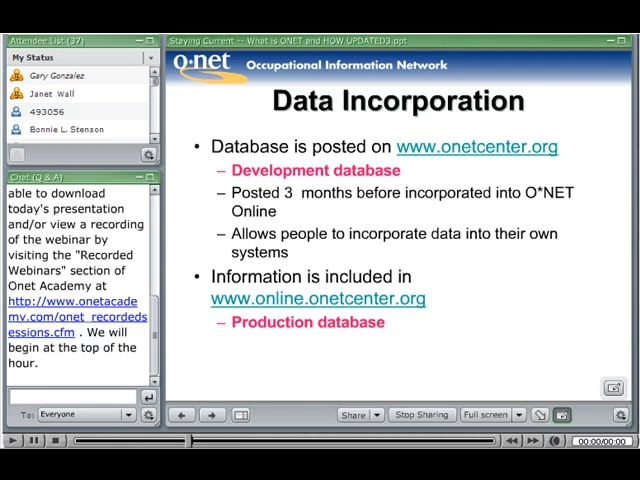 Attendee List (37)
My Status
Gary Gonzalez
Janet Wall
493056
Bonnie L. Stenson
Chat (Q & A)
able to download
today's presentation
and/or view a recording
of the webinar by
visiting the "Recorded
Webinars" section of
Onet Academy at
http://www.onetacade
my.com/onet_recordeds
essions.cfm . We will
begin at the top of the
hour.
To: Everyone
Staying Current -- What is ONET and HOW UPDATED3.ppt
o·net Occupational Information Network
Data Incorporation
• Database is posted on www.onetcenter.org
– Development database
– Posted 3 months before incorporated into O*NET
Online
– Allows people to incorporate data into their own
systems
• Information is included in
www.online.onetcenter.org
– Production database
Share Stop Sharing Full screen
00:00/00:00